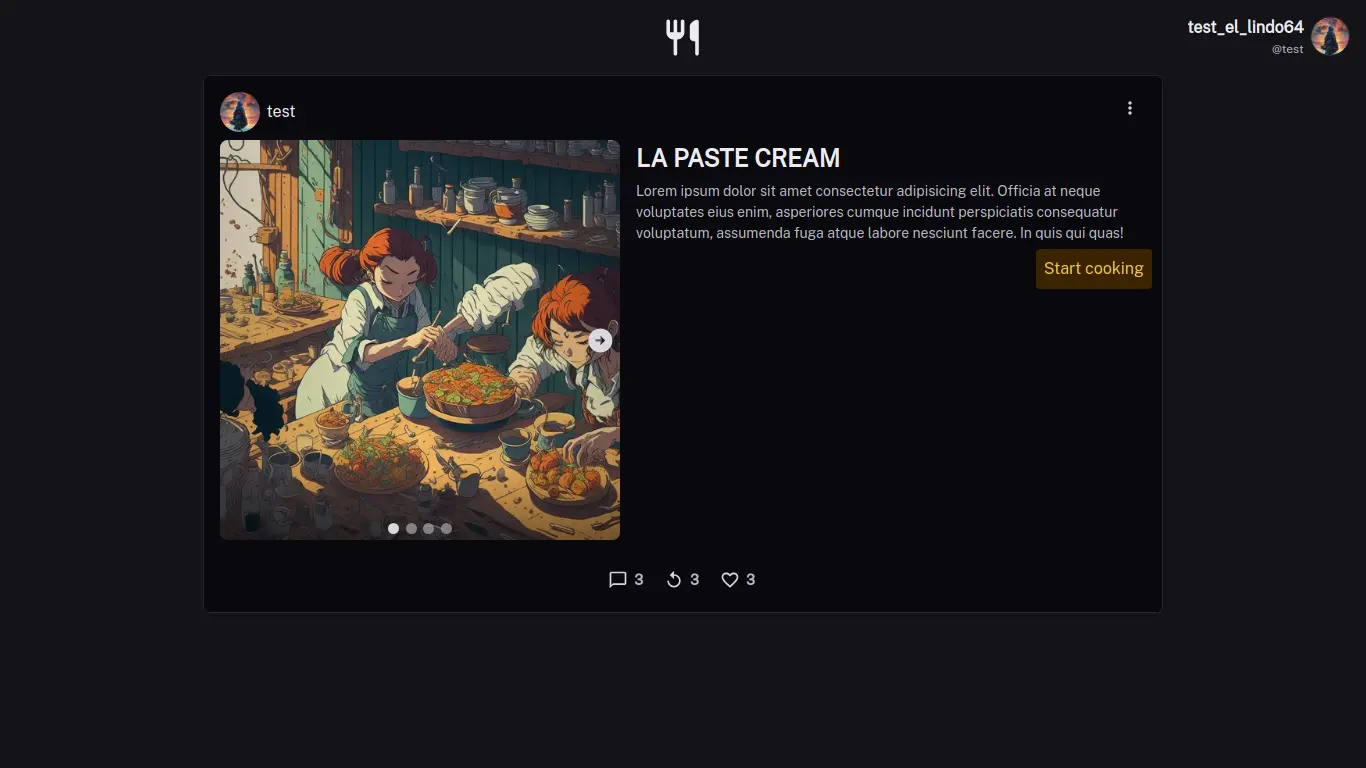 test_el_lindo64
@test
test
LA PASTE CREAM
Lorem ipsum dolor sit amet consectetur adipisicing elit. Officia at neque
voluptates eius enim, asperiores cumque incidunt perspiciatis consequatur
voluptatum, assumenda fuga atque labore nesciunt facere. In quis qui quas!
Start cooking
3 3 3